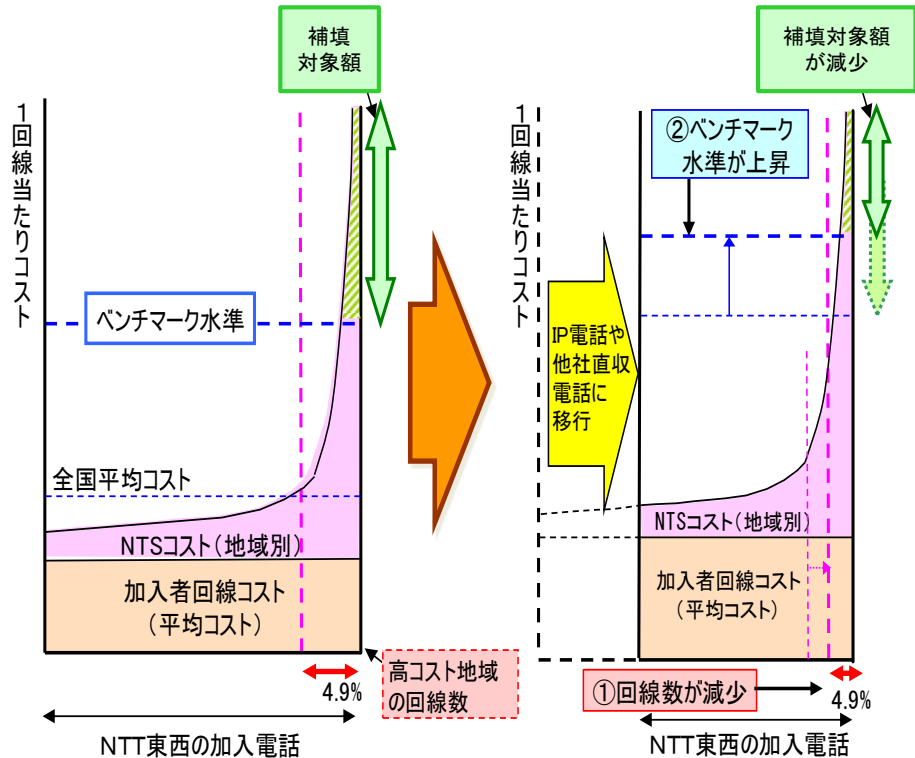 補填
対象額
1回線当たりコスト
ベンチマーク水準
全国平均コスト
NTSコスト（地域別）
加入者回線コスト
（平均コスト）
4.9%
高コスト地域
の回線数
NTT東西の加入電話
補填対象額
が減少
1回線当たりコスト
②ベンチマーク
水準が上昇
IP電話や
他社直収
電話に
移行
NTSコスト（地域別）
加入者回線コスト
（平均コスト）
①回線数が減少
4.9%
NTT東西の加入電話